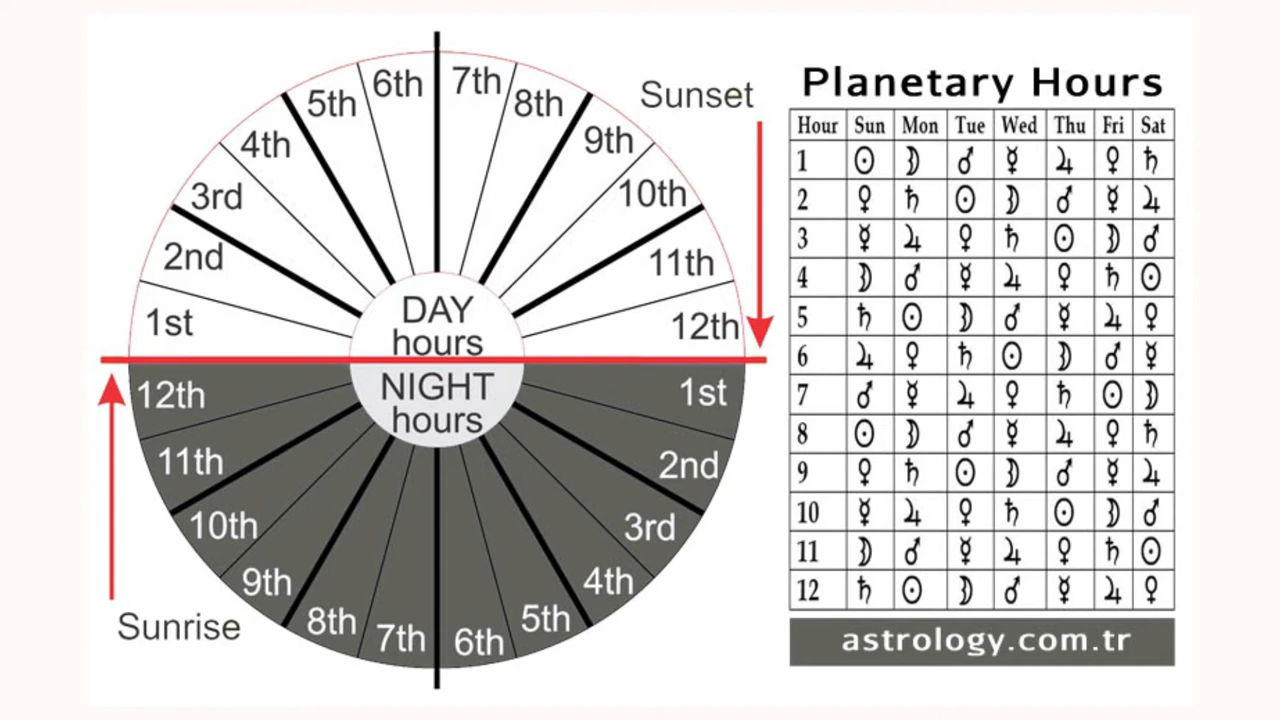 6th 7th
5th 8th
4th 9th
3rd 10th
2nd 11th
1st 12th
DAY
hours
NIGHT
hours
12th 1st
11th 2nd
10th 3rd
9th 4th
8th 5th
7th 6th
Sunset
Sunrise
Planetary Hours
Hour Sun Mon Tue Wed Thu Fri Sat
1 ☉ ☽ ♂ ☿ ♃ ♀ ♄
2 ♀ ♄ ☉ ☽ ♂ ☿ ♃
3 ☿ ♃ ♀ ♄ ☉ ☽ ♂
4 ☽ ♂ ☿ ♃ ♀ ♄ ☉
5 ♄ ☉ ☽ ♂ ☿ ♃ ♀
6 ♃ ♀ ♄ ☉ ☽ ♂ ☿
7 ♂ ☿ ♃ ♀ ♄ ☉ ☽
8 ☉ ☽ ♂ ☿ ♃ ♀ ♄
9 ♀ ♄ ☉ ☽ ♂ ☿ ♃
10 ☿ ♃ ♀ ♄ ☉ ☽ ♂
11 ☽ ♂ ☿ ♃ ♀ ♄ ☉
12 ♄ ☉ ☽ ♂ ☿ ♃ ♀
astrology.com.tr